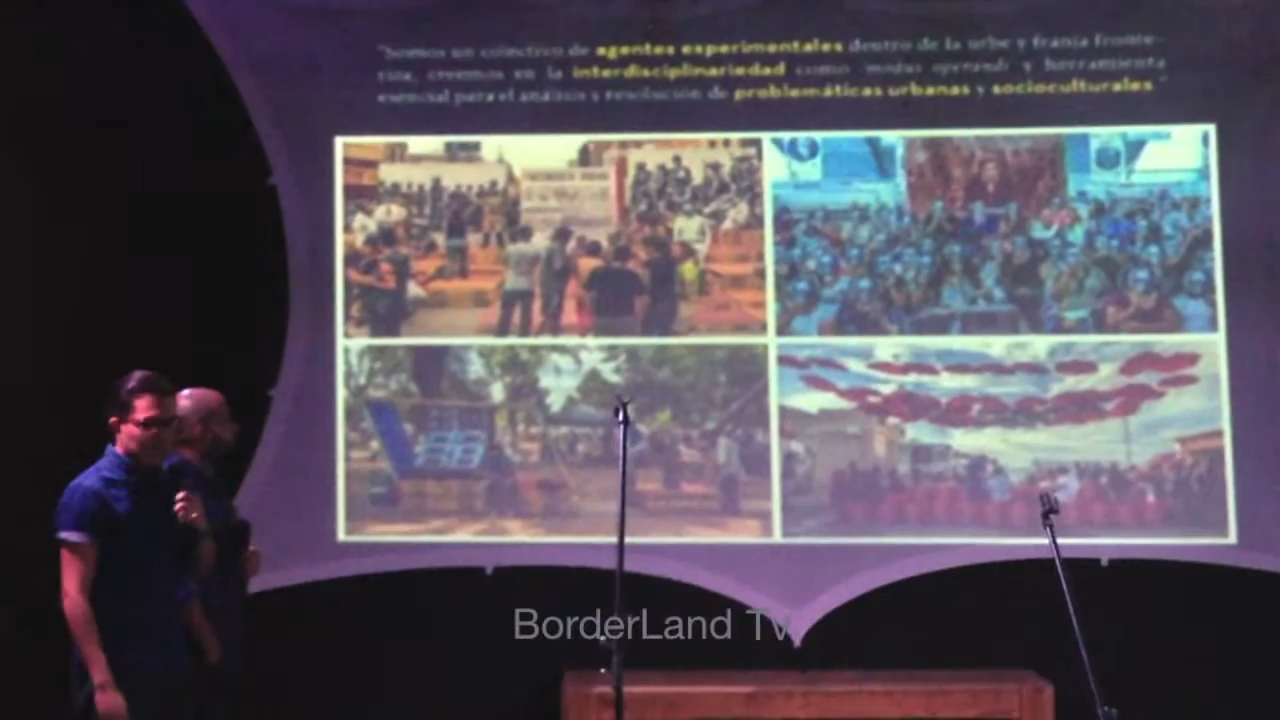 "Somos un colectivo de agentes experimentales dentro de la urbe y franja fronte-
riza, creemos en la interdisciplinariedad como modus operandi y herramienta
esencial para el análisis y resolución de problemáticas urbanas y socioculturales."
BorderLand Tv